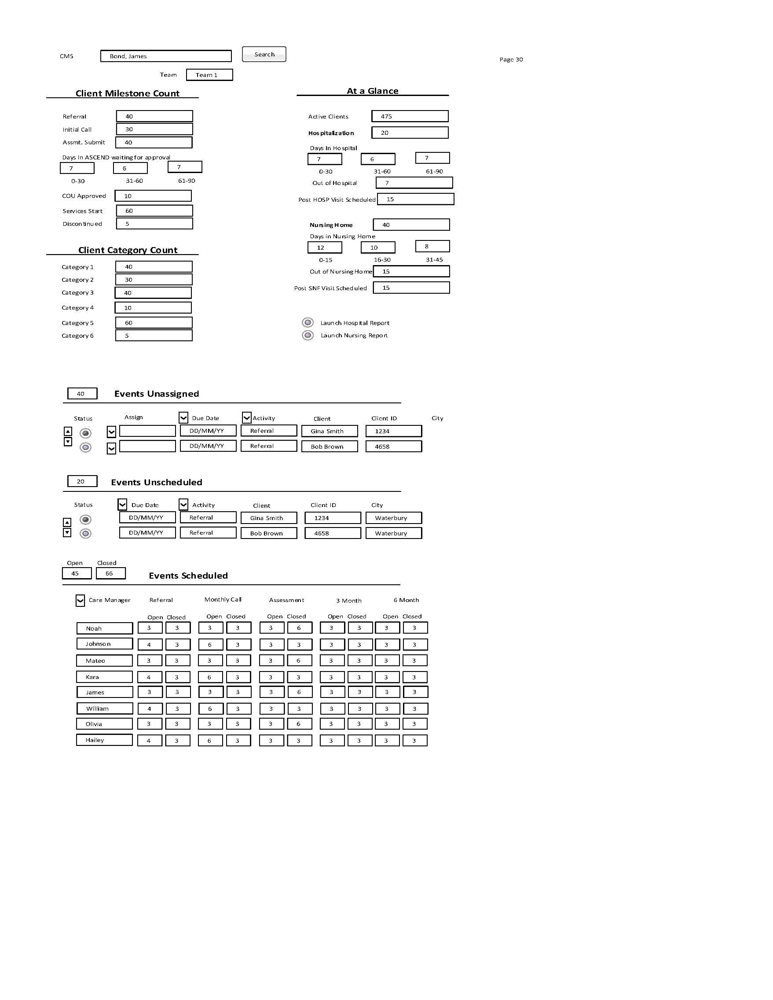 CMS Bond, James Search
Page 30
Team Team 1
Client Milestone Count
Referral 40
Initial Call 30
Assmt. Submit 40
Days In ASCEND waiting for approval
7 6 7
0-30 31-60 61-90
COU Approved 10
Services Start 60
Discontinued 5
Client Category Count
Category 1 40
Category 2 30
Category 3 40
Category 4 10
Category 5 60
Category 6 5
At a Glance
Active Clients 475
Hospitalization 20
Days In Hospital
7 6 7
0-30 31-60 61-90
Out of Hospital 7
Post HOSP Visit Scheduled 15
Nursing Home 40
Days in Nursing Home
12 10 8
0-15 16-30 31-45
Out of Nursing Home 15
Post SNF Visit Scheduled 15
Launch Hospital Report
Launch Nursing Report
40 Events Unassigned
Status Assign Due Date Activity Client Client ID City
DD/MM/YY Referral Gina Smith 1234
DD/MM/YY Referral Bob Brown 4658
20 Events Unscheduled
Status Due Date Activity Client Client ID City
DD/MM/YY Referral Gina Smith 1234 Waterbury
DD/MM/YY Referral Bob Brown 4658 Waterbury
Open Closed
45 66 Events Scheduled
Care Manager Referral Monthly Call Assessment 3 Month 6 Month
Open Closed Open Closed Open Closed Open Closed Open Closed
Noah 3 3 3 3 3 6 3 3 3 3
Johnson 4 3 6 3 3 3 3 3 3 3
Mateo 3 3 3 3 3 6 3 3 3 3
Kara 4 3 6 3 3 3 3 3 3 3
James 3 3 3 3 3 6 3 3 3 3
William 4 3 6 3 3 3 3 3 3 3
Olivia 3 3 3 3 3 6 3 3 3 3
Hailey 4 3 6 3 3 3 3 3 3 3